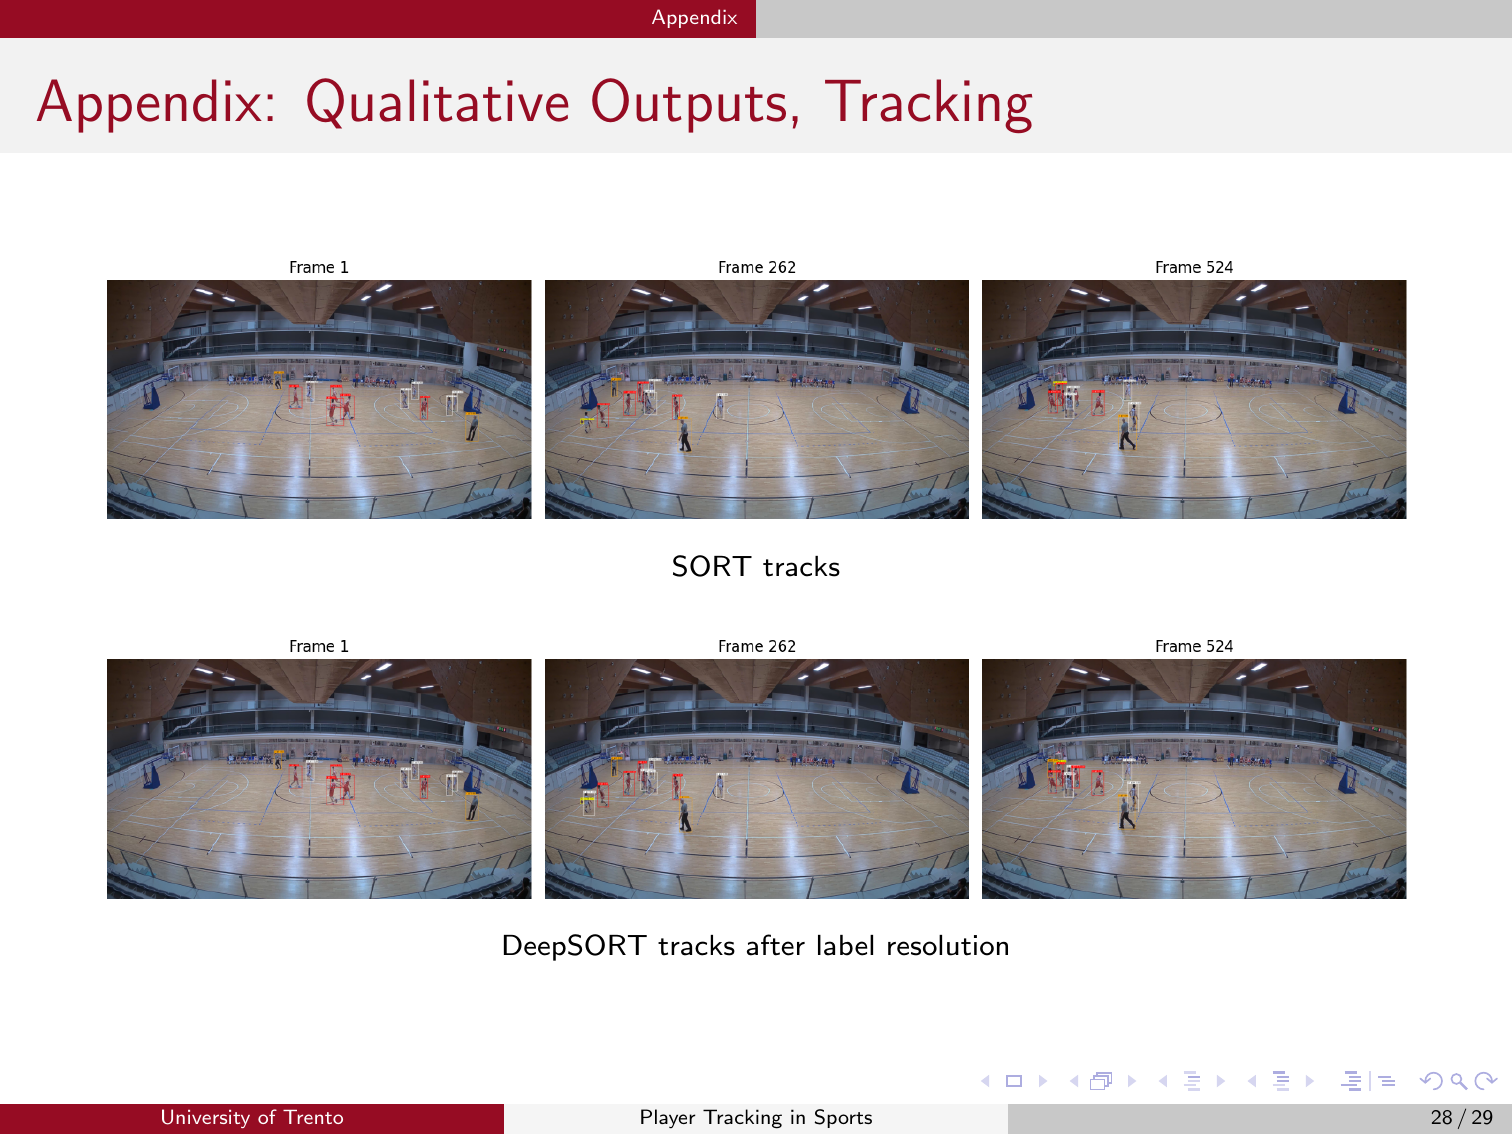 Appendix
Appendix: Qualitative Outputs, Tracking
Frame 1
Frame 262
Frame 524
SORT tracks
Frame 1
Frame 262
Frame 524
DeepSORT tracks after label resolution
University of Trento
Player Tracking in Sports
28 / 29